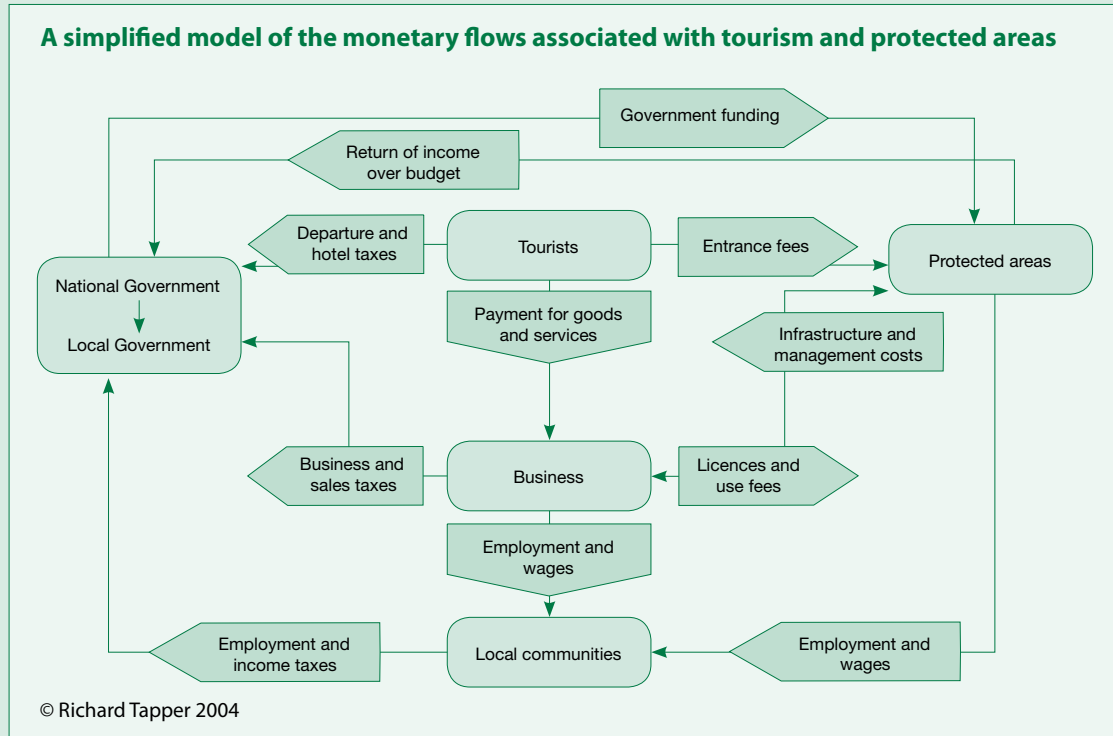 A simplified model of the monetary flows associated with tourism and protected areas
Government funding
Return of income
over budget
Departure and
hotel taxes
Tourists
Entrance fees
Protected areas
National Government
Local Government
Payment for goods
and services
Infrastructure and
management costs
Business and
sales taxes
Business
Licences and
use fees
Employment and
wages
Employment and
income taxes
Local communities
Employment and
wages
© Richard Tapper 2004